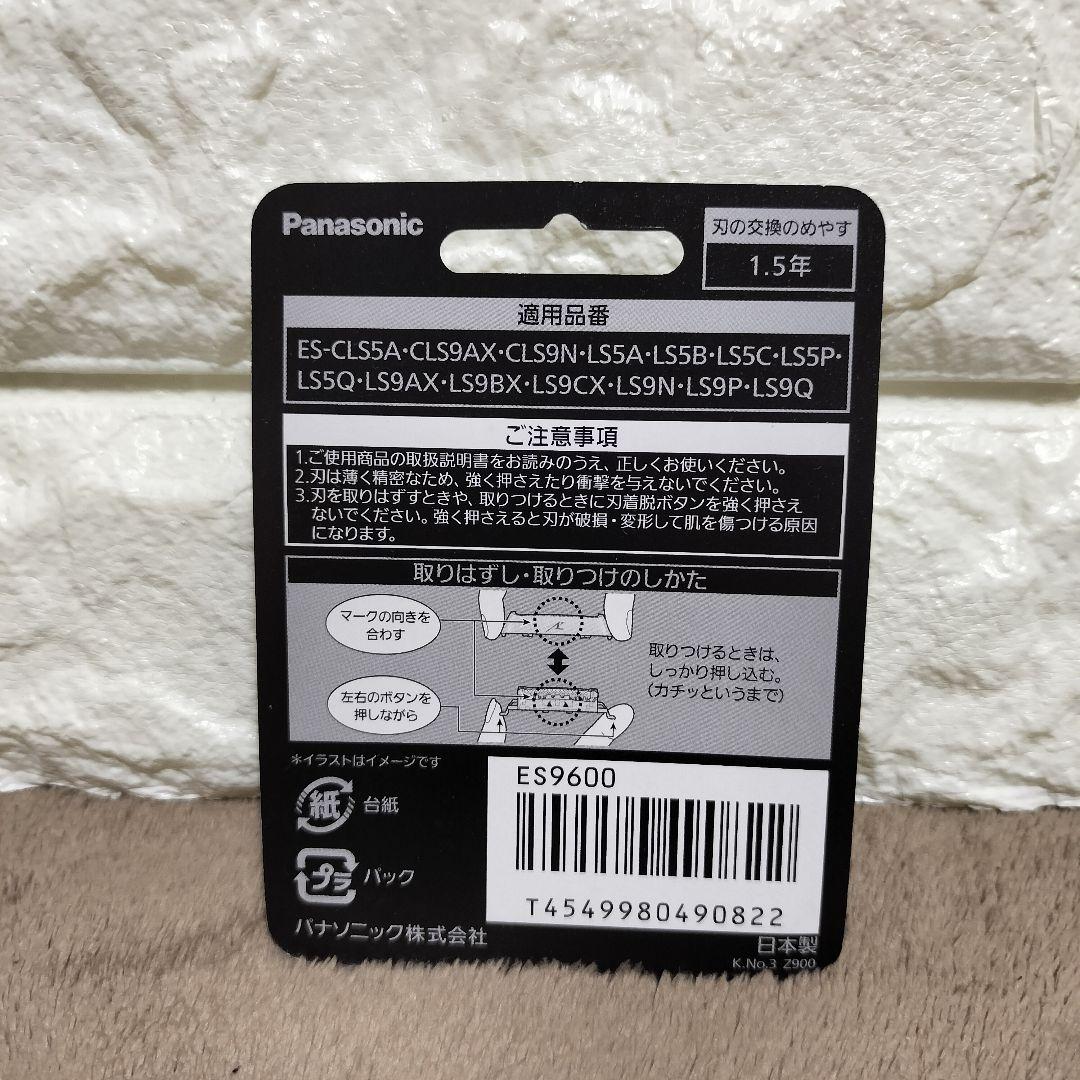 Panasonic
刃の交換のめやす
1.5年
適用品番
ES-CLS5A・CLS9AX・CLS9N・LS5A・LS5B・LS5C・LS5P・
LS5Q・LS9AX・LS9BX・LS9CX・LS9N・LS9P・LS9Q
ご注意事項
1.ご使用商品の取扱説明書をお読みのうえ、正しくお使いください。
2.刃は薄く精密なため、強く押さえたり衝撃を与えないでください。
3.刃を取りはずすときや、取りつけるときに刃着脱ボタンを強く押さえ
ないでください。強く押さえると刃が破損・変形して肌を傷つける原因
になります。
取りはずし・取りつけのしかた
マークの向きを
合わす
取りつけるときは、
しっかり押し込む。
(カチッというまで)
左右のボタンを
押しながら
*イラストはイメージです
紙 台紙
プラ パック
パナソニック株式会社
ES9600
T4549980490822
日本製
K.No.3 Z900